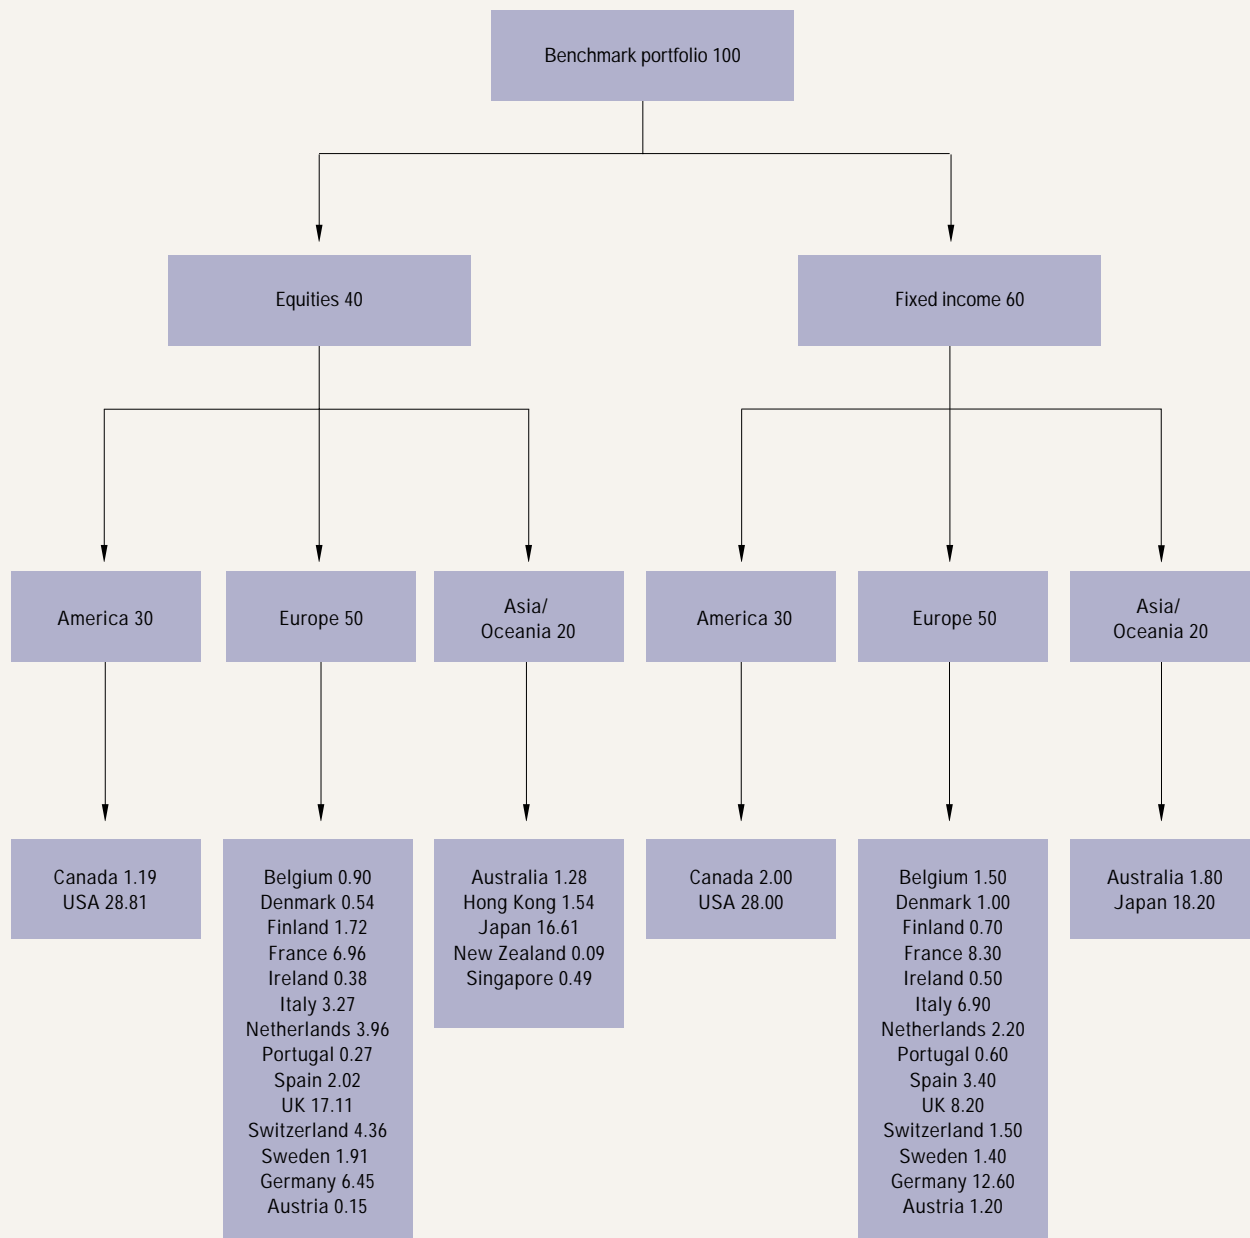 Benchmark portfolio 100
Equities 40
Fixed income 60
America 30
Europe 50
Asia/
Oceania 20
America 30
Europe 50
Asia/
Oceania 20
Canada 1.19
USA 28.81
Belgium 0.90
Denmark 0.54
Finland 1.72
France 6.96
Ireland 0.38
Italy 3.27
Netherlands 3.96
Portugal 0.27
Spain 2.02
UK 17.11
Switzerland 4.36
Sweden 1.91
Germany 6.45
Austria 0.15
Australia 1.28
Hong Kong 1.54
Japan 16.61
New Zealand 0.09
Singapore 0.49
Canada 2.00
USA 28.00
Belgium 1.50
Denmark 1.00
Finland 0.70
France 8.30
Ireland 0.50
Italy 6.90
Netherlands 2.20
Portugal 0.60
Spain 3.40
UK 8.20
Switzerland 1.50
Sweden 1.40
Germany 12.60
Austria 1.20
Australia 1.80
Japan 18.20